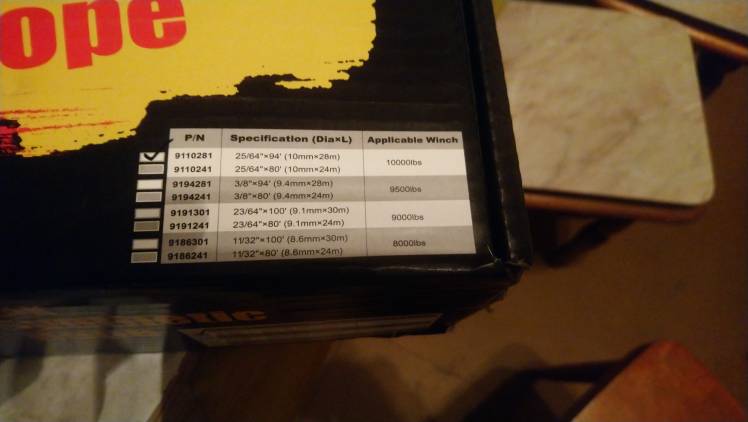 ope
P/N Specification (Dia×L) Applicable Winch
9110281 25/64"×94' (10mm×28m) 10000lbs
9110241 25/64"×80' (10mm×24m)
9194281 3/8"×94' (9.4mm×28m) 9500lbs
9194241 3/8"×80' (9.4mm×24m)
9191301 23/64"×100' (9.1mm×30m) 9000lbs
9191241 23/64"×80' (9.1mm×24m)
9186301 11/32"×100' (8.6mm×30m) 8000lbs
9186241 11/32"×80' (8.6mm×24m)